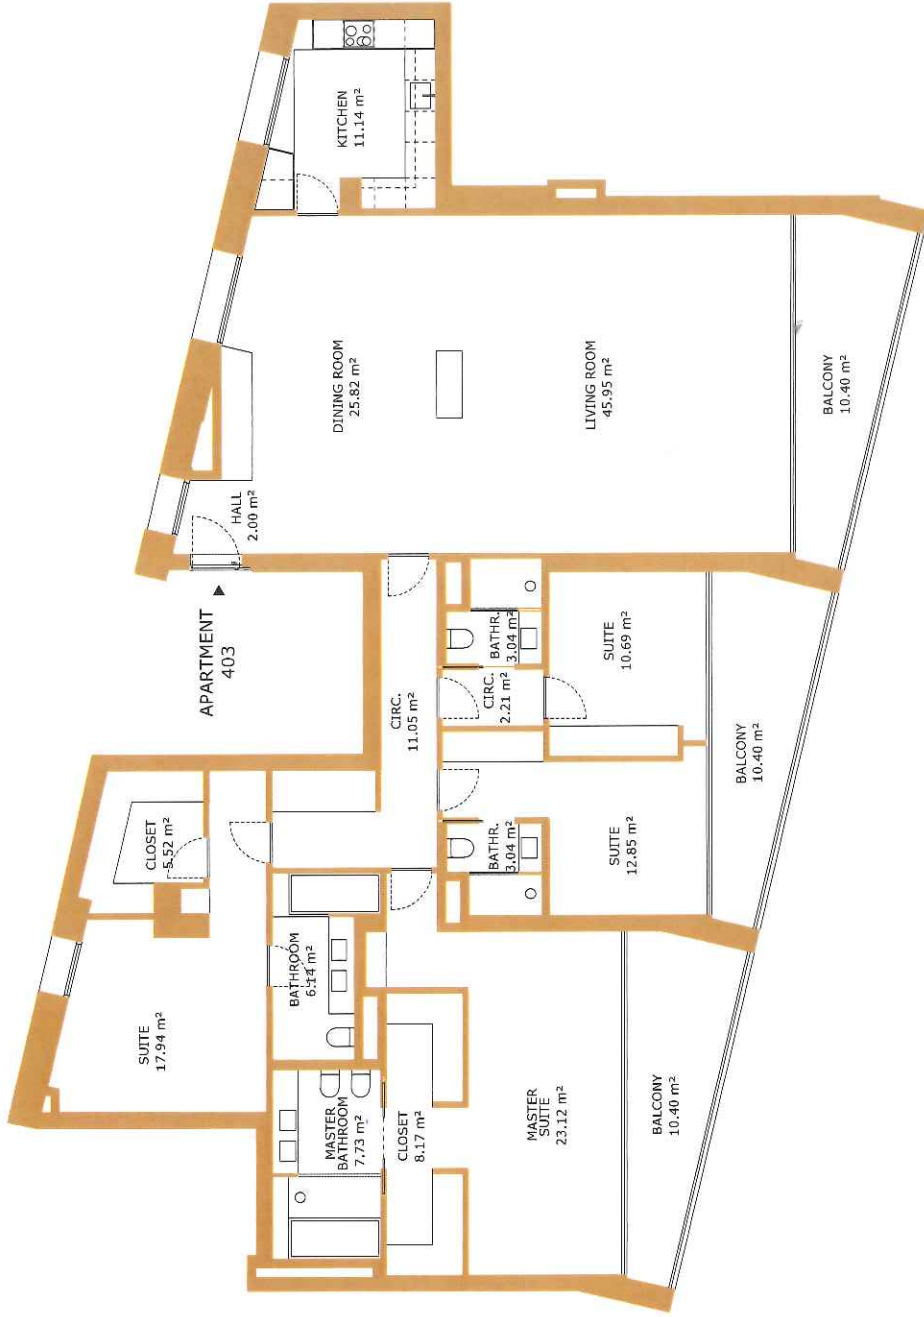 APARTMENT
403
SUITE
17.94 m²
CLOSET
5.52 m²
HALL
2.00 m²
DINING ROOM
25.82 m²
KITCHEN
11.14 m²
MASTER
BATHROOM
7.73 m²
BATHROOM
6.14 m²
CIRC.
11.05 m²
CLOSET
8.17 m²
BATHR.
3.04 m²
CIRC.
2.21 m²
BATHR.
3.04 m²
MASTER
SUITE
23.12 m²
SUITE
12.85 m²
SUITE
10.69 m²
LIVING ROOM
45.95 m²
BALCONY
10.40 m²
BALCONY
10.40 m²
BALCONY
10.40 m²